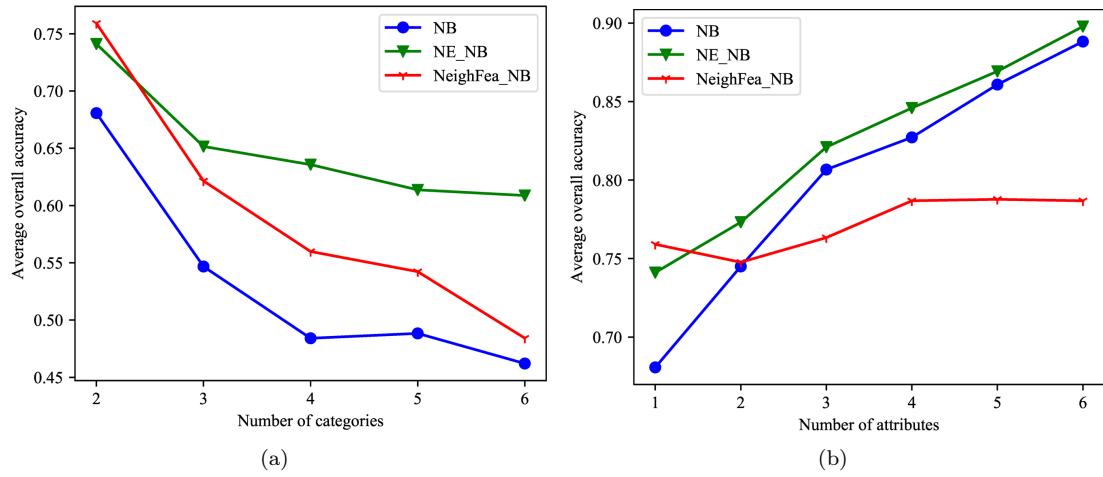 0.75
0.70
0.65
0.60
0.55
0.50
0.45
Average overall accuracy
NB
NE_NB
NeighFea_NB
2 3 4 5 6
Number of categories
(a)
0.90
0.85
0.80
0.75
0.70
Average overall accuracy
NB
NE_NB
NeighFea_NB
1 2 3 4 5 6
Number of attributes
(b)